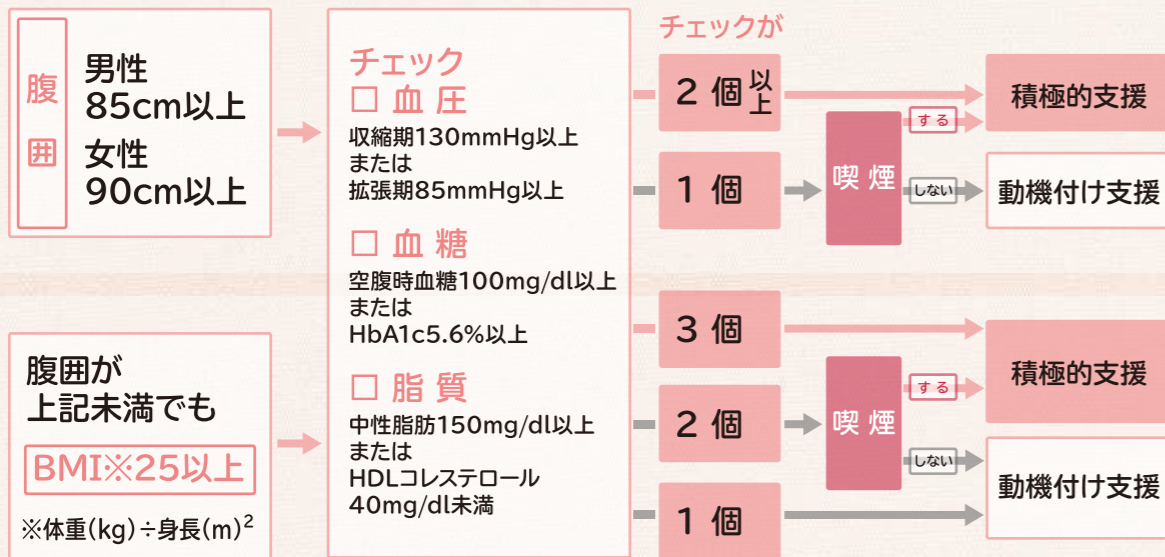 腹囲
男性
85cm以上
女性
90cm以上
腹囲が
上記未満でも
BMI※25以上
※体重(kg)÷身長(m)²
チェック
□ 血圧
収縮期130mmHg以上
または
拡張期85mmHg以上
□ 血糖
空腹時血糖100mg/dl以上
または
HbA1c5.6%以上
□ 脂質
中性脂肪150mg/dl以上
または
HDLコレステロール
40mg/dl未満
チェックが
2個以上
1個
喫煙
する
しない
積極的支援
動機付け支援
3個
2個
1個
喫煙
する
しない
積極的支援
動機付け支援